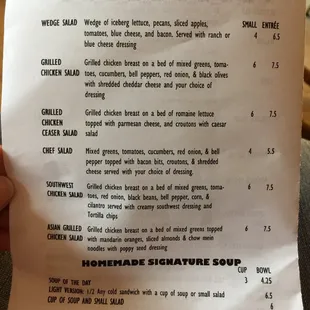 SMALL ENTRÉE
WEDGE SALAD Wedge of iceberg lettuce, pecans, sliced apples, 4 6.5
tomatoes, blue cheese, and bacon. Served with ranch or
blue cheese dressing
GRILLED Grilled chicken breast on a bed of mixed greens, toma- 6 7.5
CHICKEN SALAD toes, cucumbers, bell peppers, red onion, & black olives
with shredded cheddar cheese and your choice of
dressing
GRILLED Grilled chicken breast on a bed of romaine lettuce 6 7.5
CHICKEN topped with parmesan cheese, and croutons with caesar
CEASER SALAD salad
CHEF SALAD Mixed greens, tomatoes, cucumbers, red onion, & bell 4 5.5
pepper topped with bacon bits, croutons, & shredded
cheese served with your choice of dressing.
SOUTHWEST Grilled chicken breast on a bed of mixed greens, toma- 6 7.5
CHICKEN SALAD toes, red onion, black beans, bell pepper, corn, &
cilantro served with creamy southwest dressing and
Tortilla chips
ASIAN GRILLED Grilled chicken breast on a bed of mixed greens topped 6 7.5
CHICKEN SALAD with mandarin oranges, sliced almonds & chow mein
noodles with poppy seed dressing
HOMEMADE SIGNATURE SOUP
CUP BOWL
SOUP OF THE DAY 3 4.25
LIGHT VERSION: 1/2 Any cold sandwich with a cup of soup or small salad 6.5
CUP OF SOUP AND SMALL SALAD 6